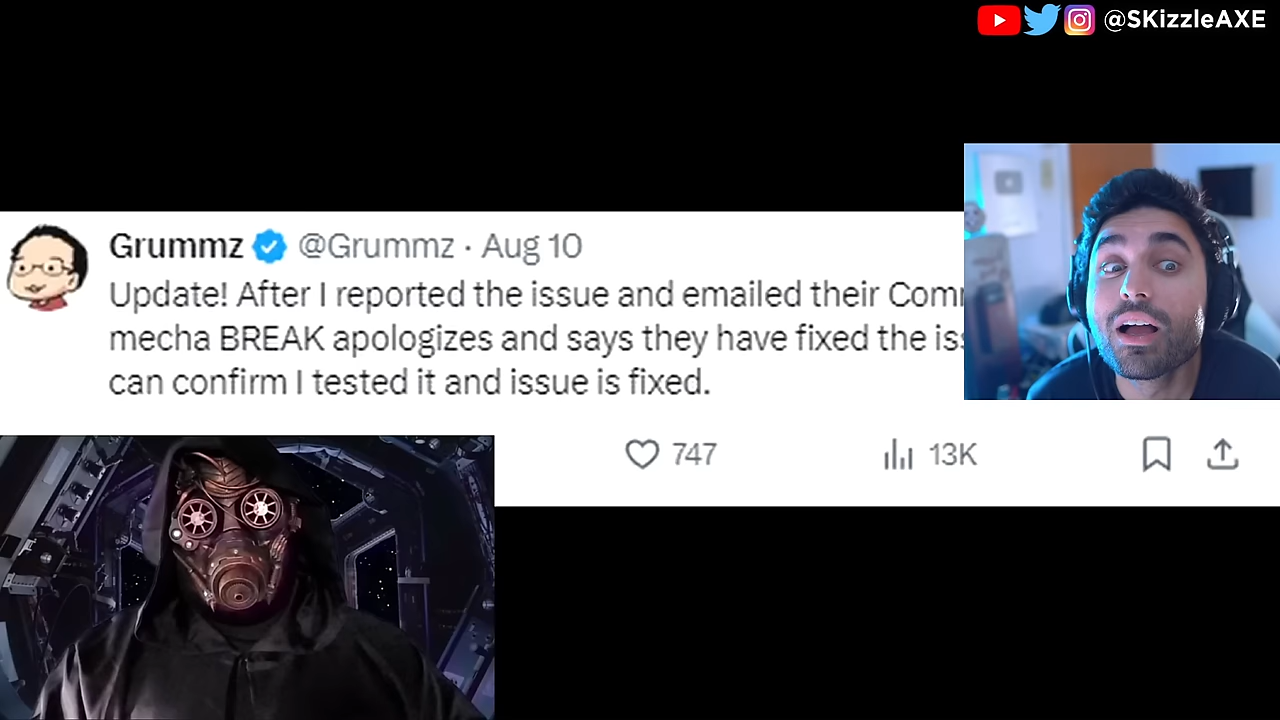 @SKizzleAXE
Grummz @Grummz · Aug 10
Update! After I reported the issue and emailed their
mecha BREAK apologizes and says they have fixed the
can confirm I tested it and issue is fixed.
747 13K